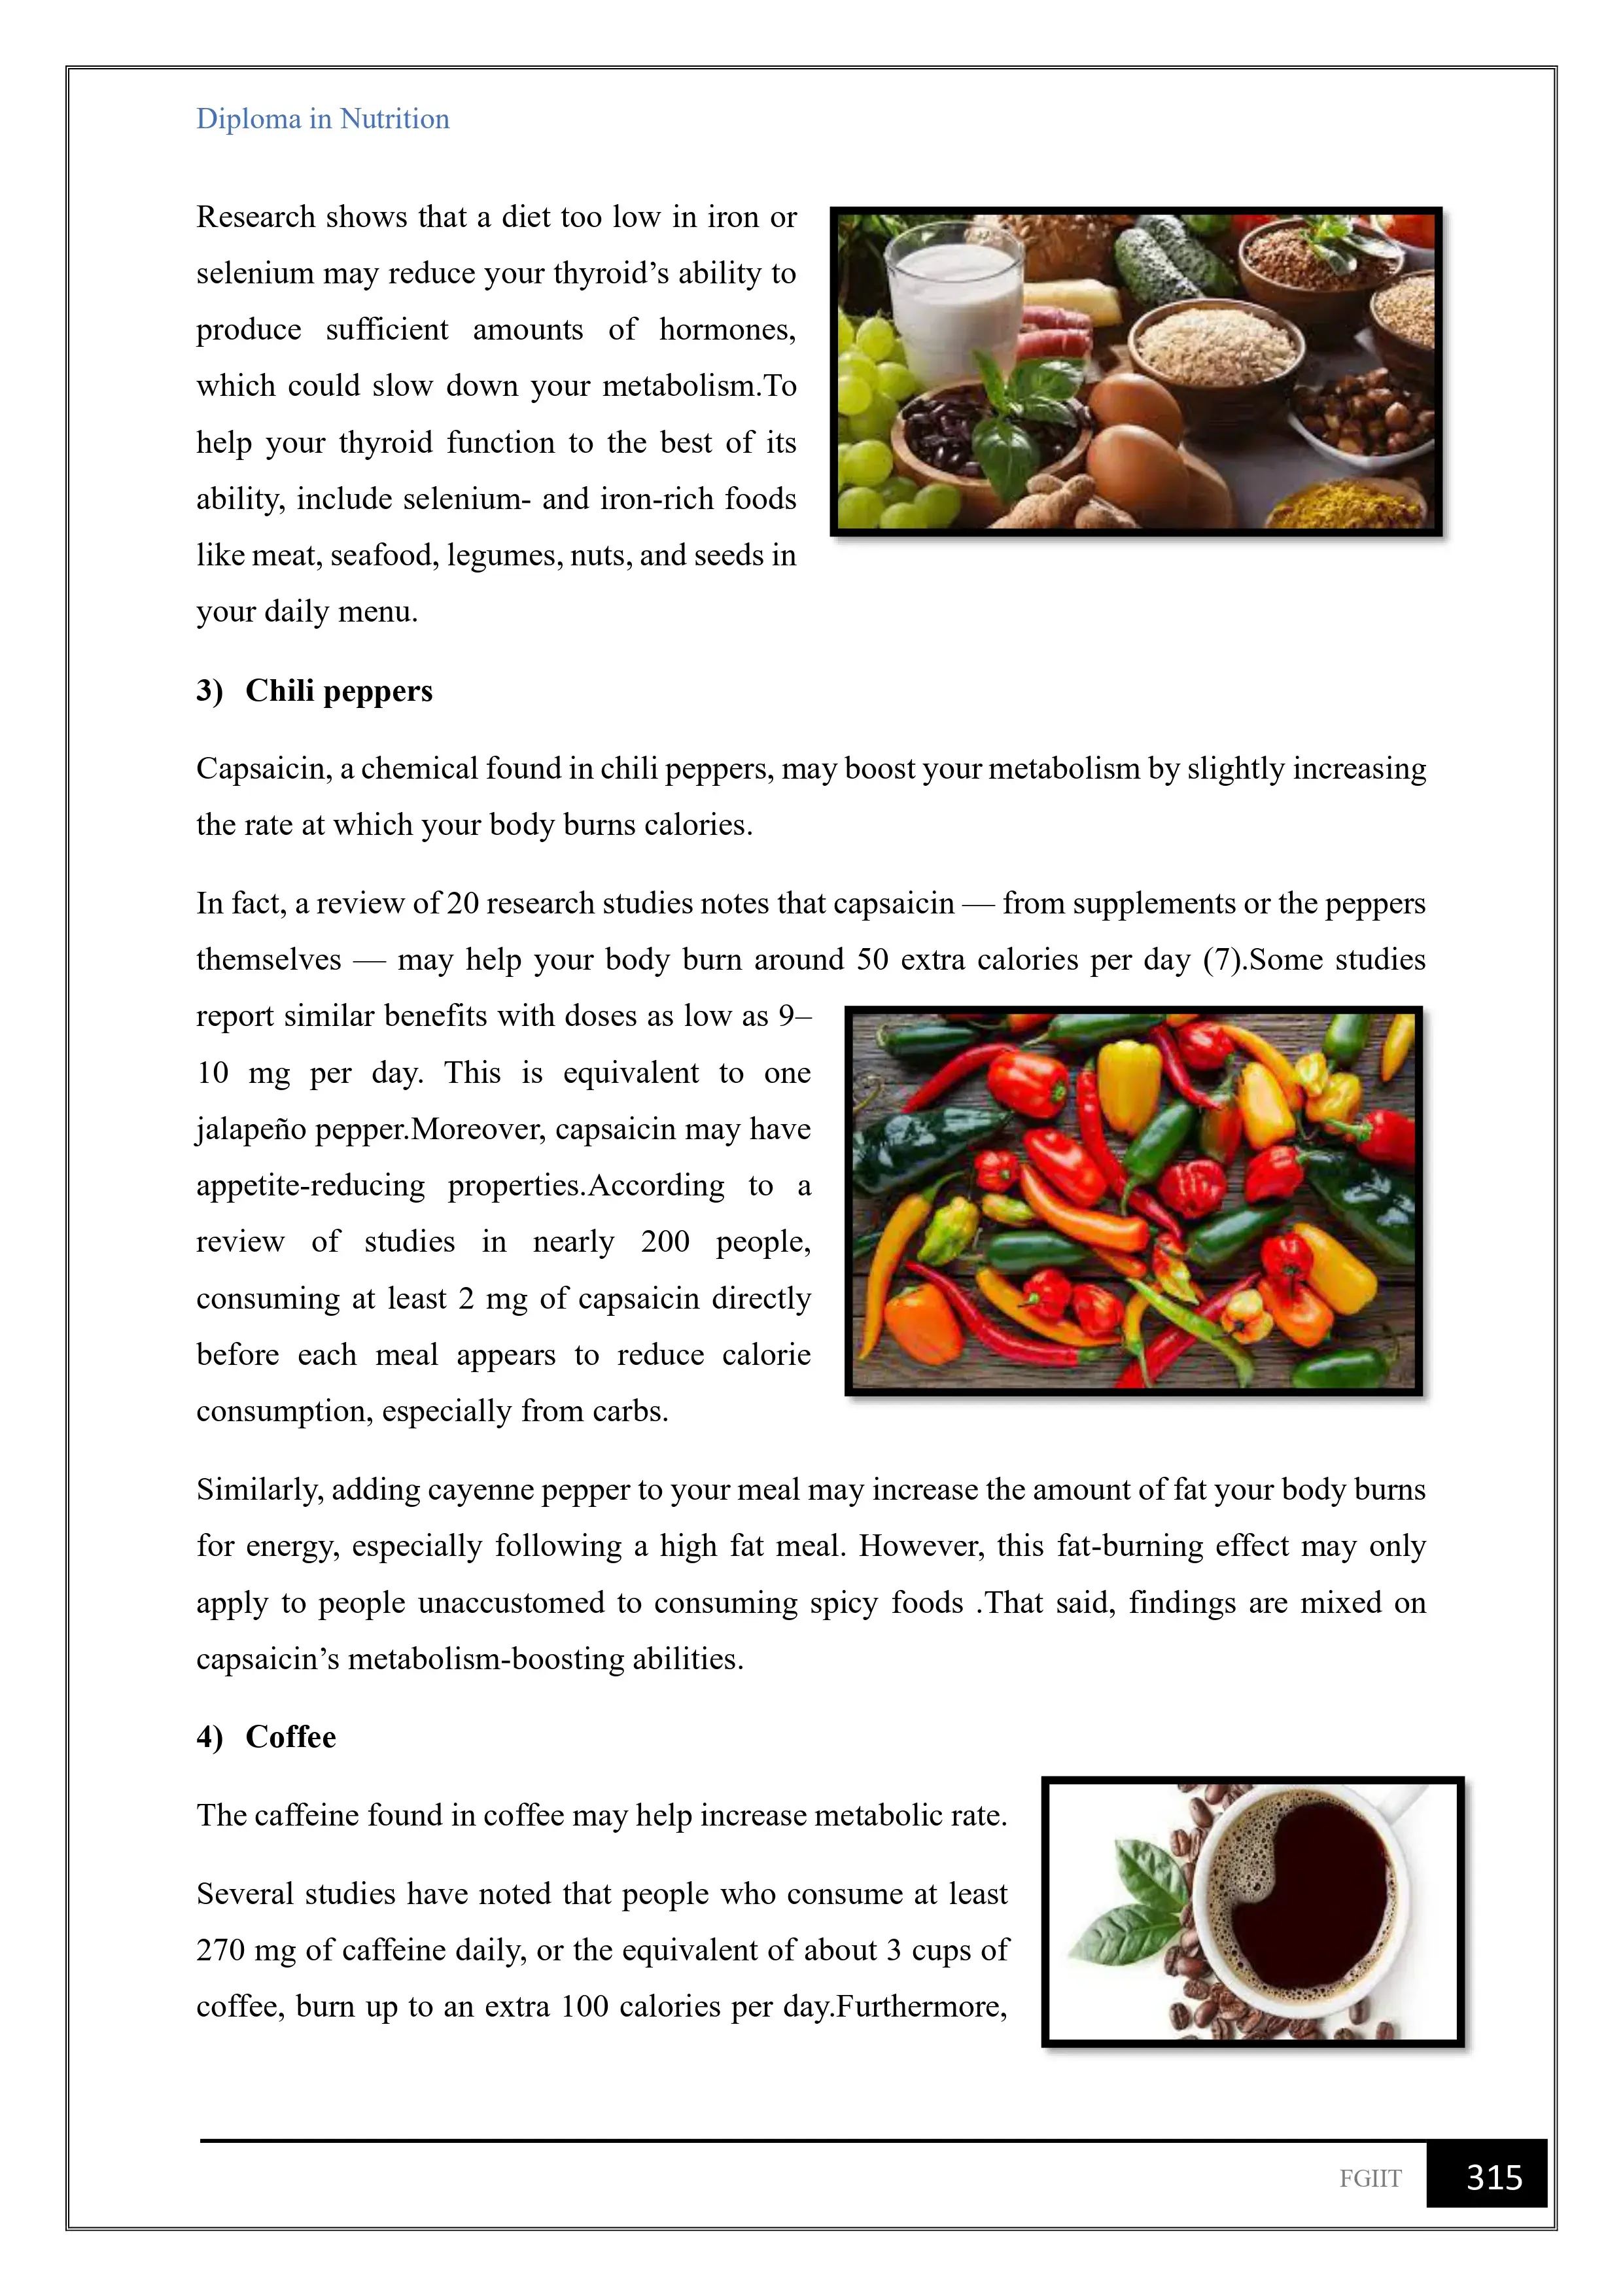 Diploma in Nutrition
Research shows that a diet too low in iron or
selenium may reduce your thyroid’s ability to
produce sufficient amounts of hormones,
which could slow down your metabolism.To
help your thyroid function to the best of its
ability, include selenium- and iron-rich foods
like meat, seafood, legumes, nuts, and seeds in
your daily menu.
3) Chili peppers
Capsaicin, a chemical found in chili peppers, may boost your metabolism by slightly increasing
the rate at which your body burns calories.
In fact, a review of 20 research studies notes that capsaicin — from supplements or the peppers
themselves — may help your body burn around 50 extra calories per day (7).Some studies
report similar benefits with doses as low as 9–
10 mg per day. This is equivalent to one
jalapeño pepper.Moreover, capsaicin may have
appetite-reducing properties.According to a
review of studies in nearly 200 people,
consuming at least 2 mg of capsaicin directly
before each meal appears to reduce calorie
consumption, especially from carbs.
Similarly, adding cayenne pepper to your meal may increase the amount of fat your body burns
for energy, especially following a high fat meal. However, this fat-burning effect may only
apply to people unaccustomed to consuming spicy foods .That said, findings are mixed on
capsaicin’s metabolism-boosting abilities.
4) Coffee
The caffeine found in coffee may help increase metabolic rate.
Several studies have noted that people who consume at least
270 mg of caffeine daily, or the equivalent of about 3 cups of
coffee, burn up to an extra 100 calories per day.Furthermore,
FGIIT 315